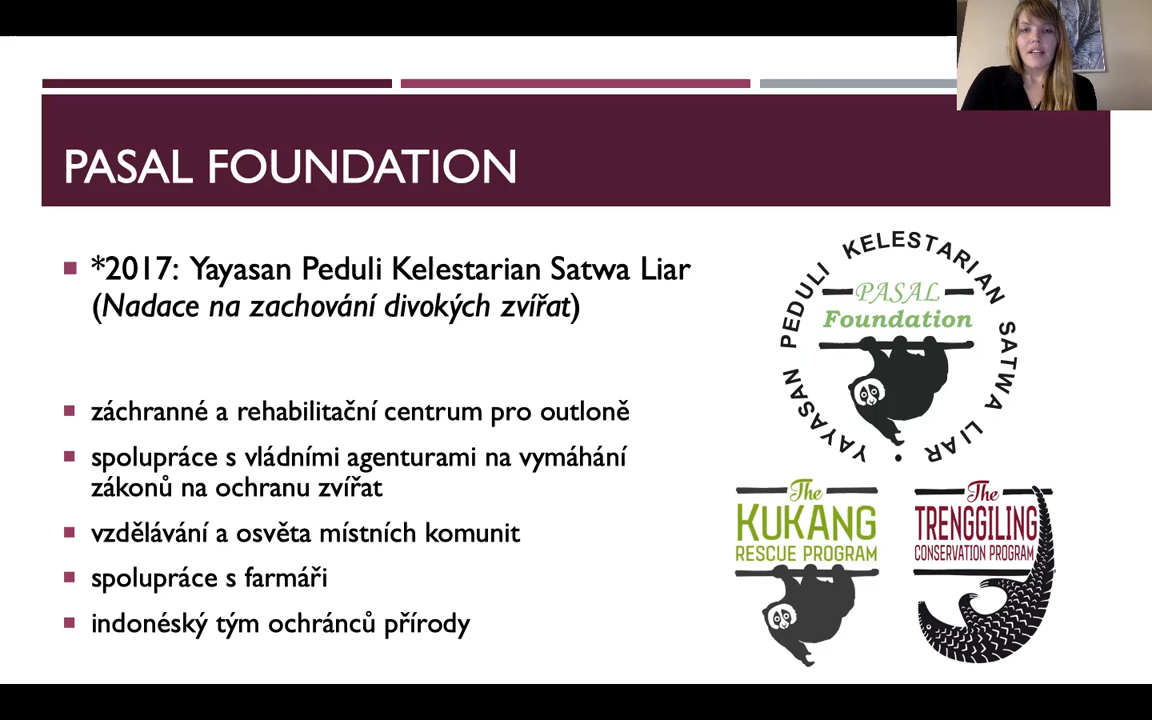 PASAL FOUNDATION
*2017: Yayasan Peduli Kelestarian Satwa Liar
(Nadace na zachování divokých zvířat)
záchranné a rehabilitační centrum pro outloně
spolupráce s vládními agenturami na vymáhání
zákonů na ochranu zvířat
vzdělávání a osvěta místních komunit
spolupráce s farmáři
indonéský tým ochránců přírody
YAYASAN PEDULI KELESTARIAN SATWA LIAR •
PASAL
Foundation
The
KUKANG
RESCUE PROGRAM
The
TRENGGILING
CONSERVATION PROGRAM